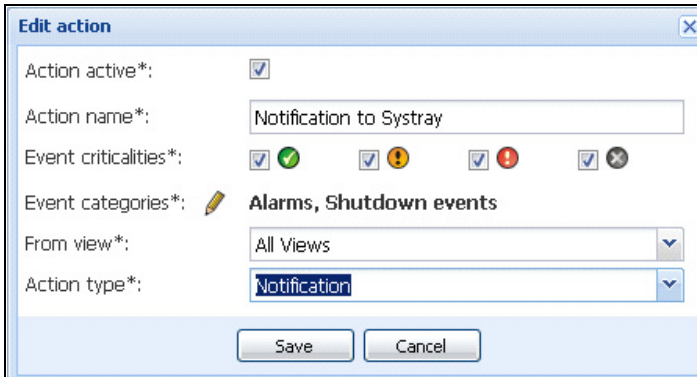 Edit action
Action active*:
Action name*: Notification to Systray
Event criticalities*:
Event categories*: Alarms, Shutdown events
From view*: All Views
Action type*: Notification
Save Cancel